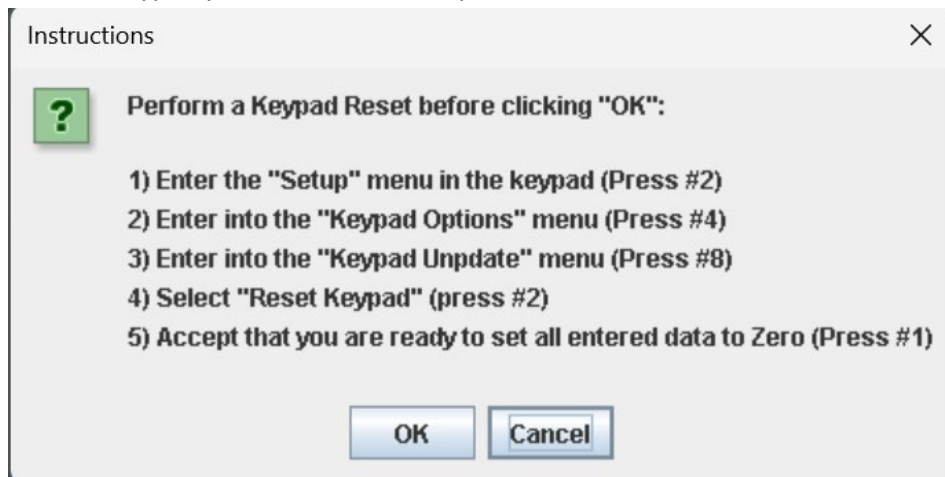 Instructions
?
Perform a Keypad Reset before clicking "OK":
1) Enter the "Setup" menu in the keypad (Press #2)
2) Enter into the "Keypad Options" menu (Press #4)
3) Enter into the "Keypad Unpdate" menu (Press #8)
4) Select "Reset Keypad" (press #2)
5) Accept that you are ready to set all entered data to Zero (Press #1)
OK Cancel